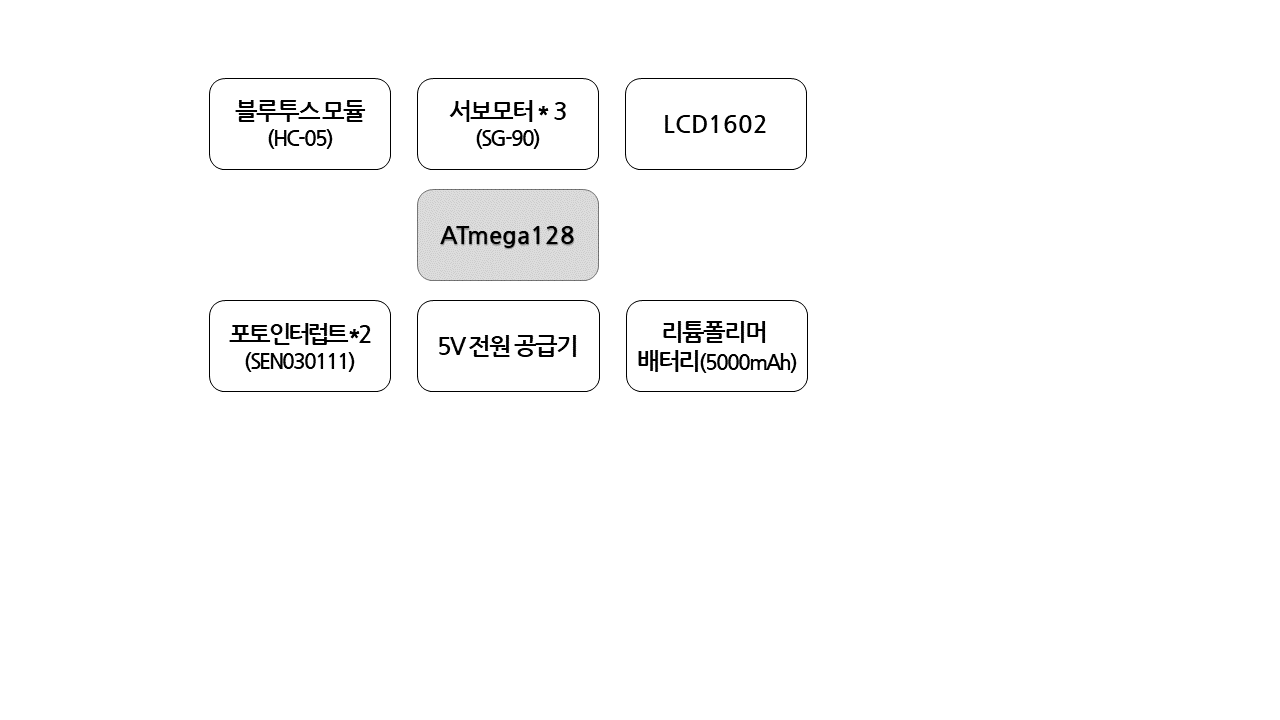 블루투스 모듈
(HC-05)
서보모터 * 3
(SG-90)
LCD1602
ATmega128
포토인터럽트*2
(SEN030111)
5V 전원 공급기
리튬폴리머
배터리(5000mAh)